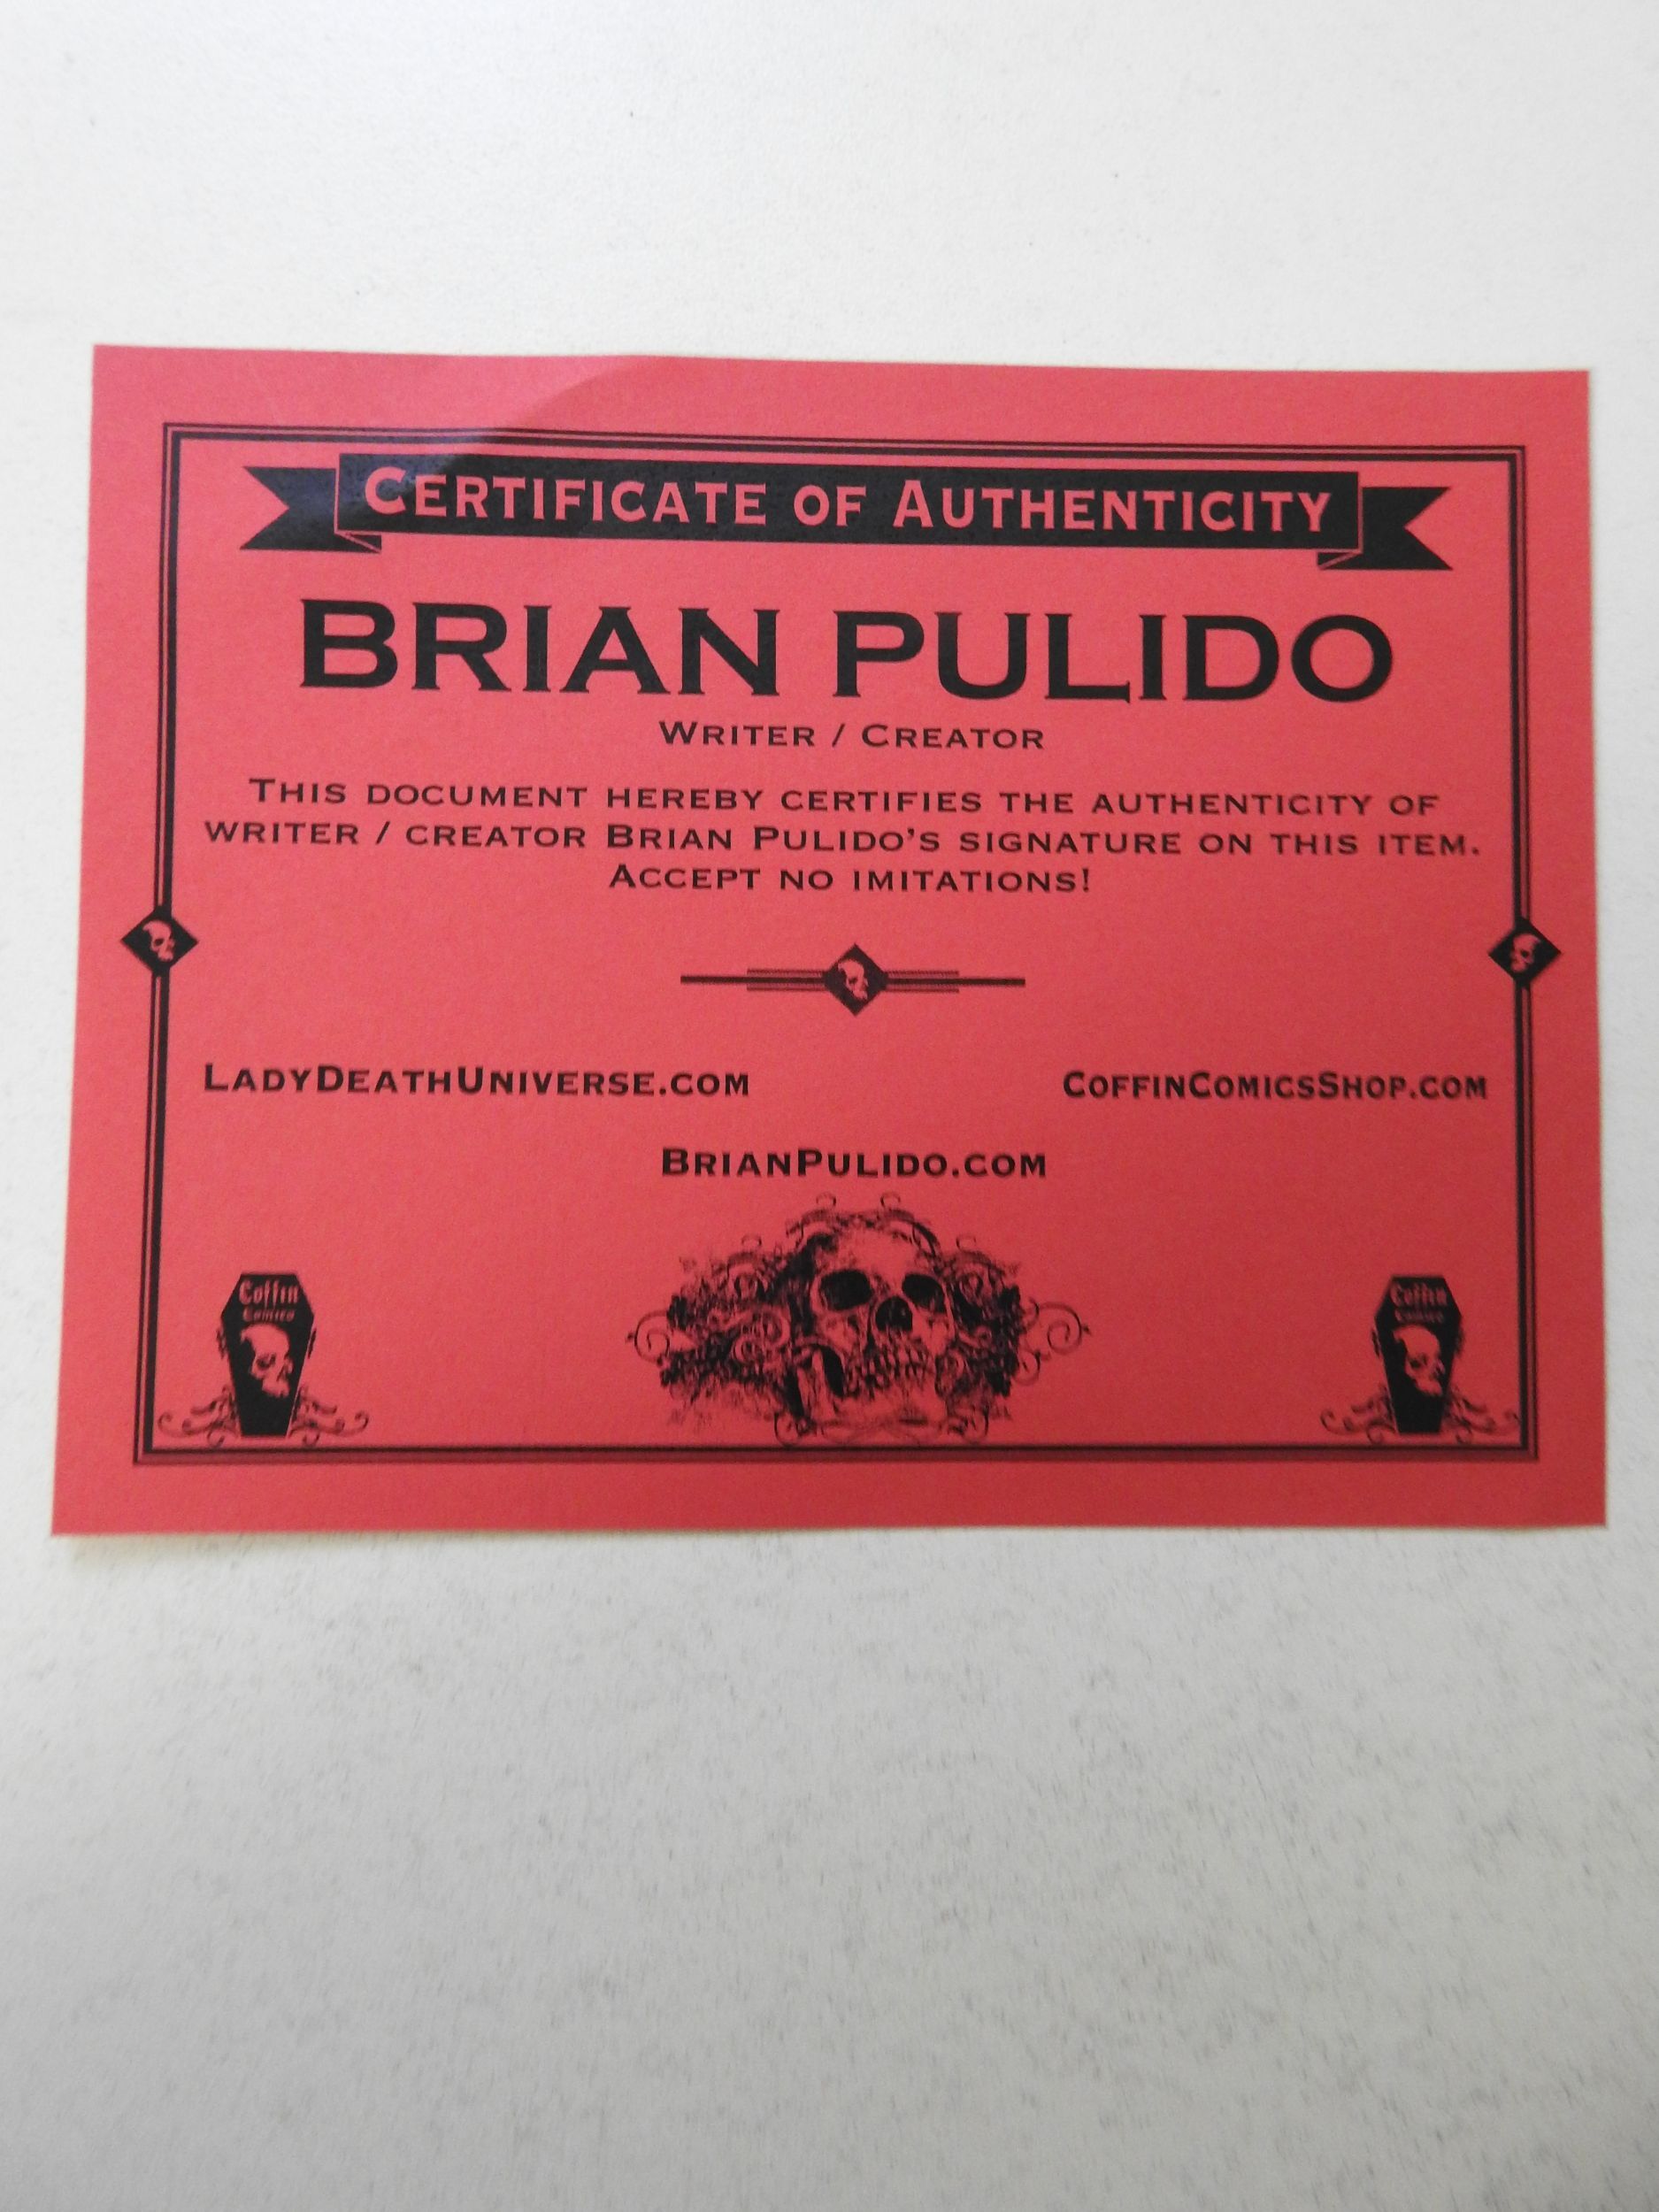 CERTIFICATE OF AUTHENTICITY
BRIAN PULIDO
WRITER / CREATOR
THIS DOCUMENT HEREBY CERTIFIES THE AUTHENTICITY OF
WRITER / CREATOR BRIAN PULIDO'S SIGNATURE ON THIS ITEM.
ACCEPT NO IMITATIONS!
LADYDEATHUNIVERSE.COM
COFFINCOMICSSHOP.COM
BRIANPULIDO.COM
Coffin
Comics
Coffin
Comics